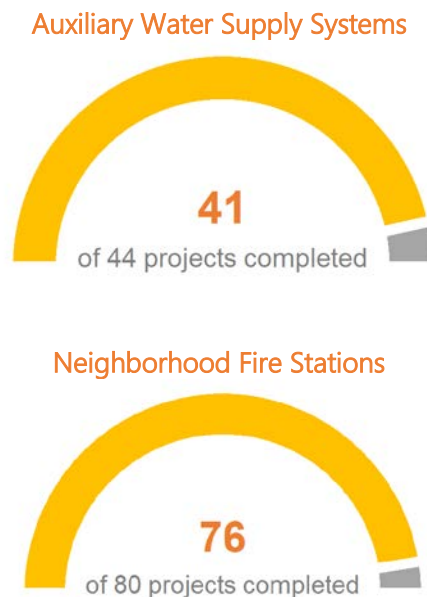 Auxiliary Water Supply Systems
41
of 44 projects completed
Neighborhood Fire Stations
76
of 80 projects completed